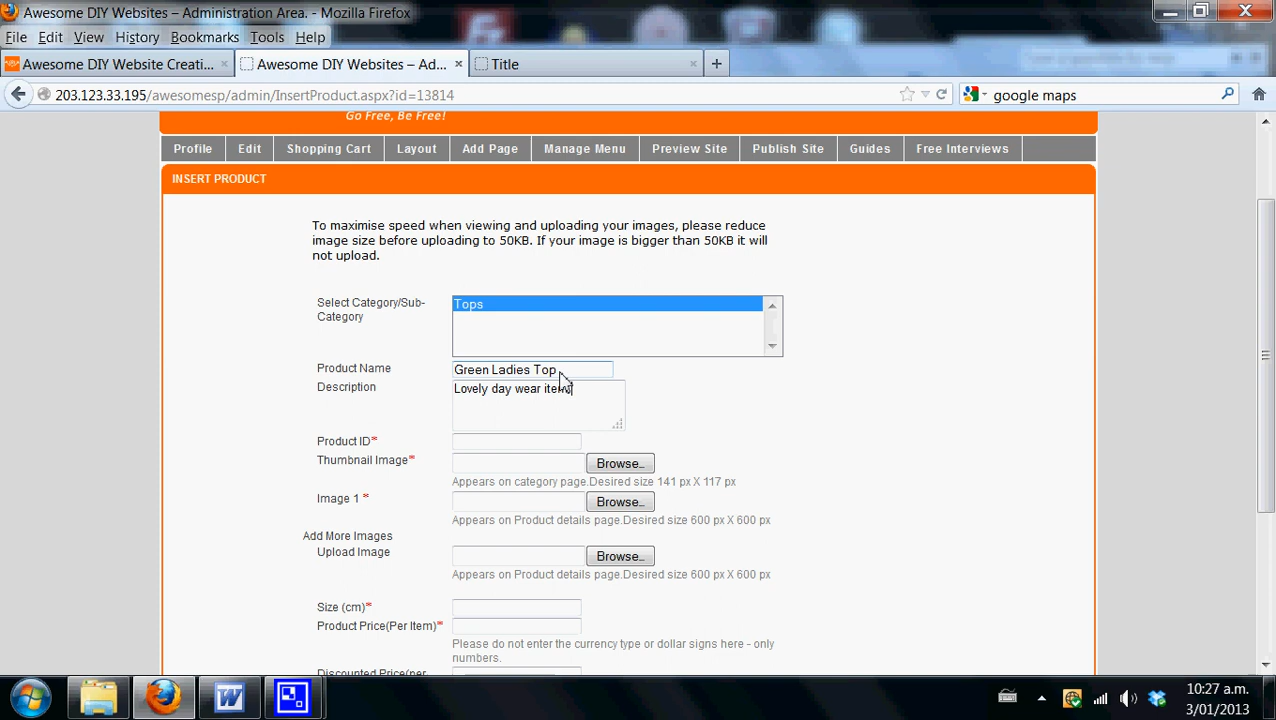 Awesome DIY Websites – Administration Area. - Mozilla Firefox
File Edit View History Bookmarks Tools Help
Awesome DIY Website Creati... Awesome DIY Websites – Ad... Title
203.123.33.195/awesomesp/admin/InsertProduct.aspx?id=13814 google maps
Go Free, Be Free!
Profile Edit Shopping Cart Layout Add Page Manage Menu Preview Site Publish Site Guides Free Interviews
INSERT PRODUCT
To maximise speed when viewing and uploading your images, please reduce
image size before uploading to 50KB. If your image is bigger than 50KB it will
not upload.
Select Category/Sub-
Category
Tops
Product Name Green Ladies Top
Description Lovely day wear item
Product ID*
Thumbnail Image* Browse...
Appears on category page.Desired size 141 px X 117 px
Image 1 * Browse...
Appears on Product details page.Desired size 600 px X 600 px
Add More Images
Upload Image Browse...
Appears on Product details page.Desired size 600 px X 600 px
Size (cm)*
Product Price(Per Item)*
Please do not enter the currency type or dollar signs here - only
numbers.
Discounted Price(per
10:27 a.m.
3/01/2013